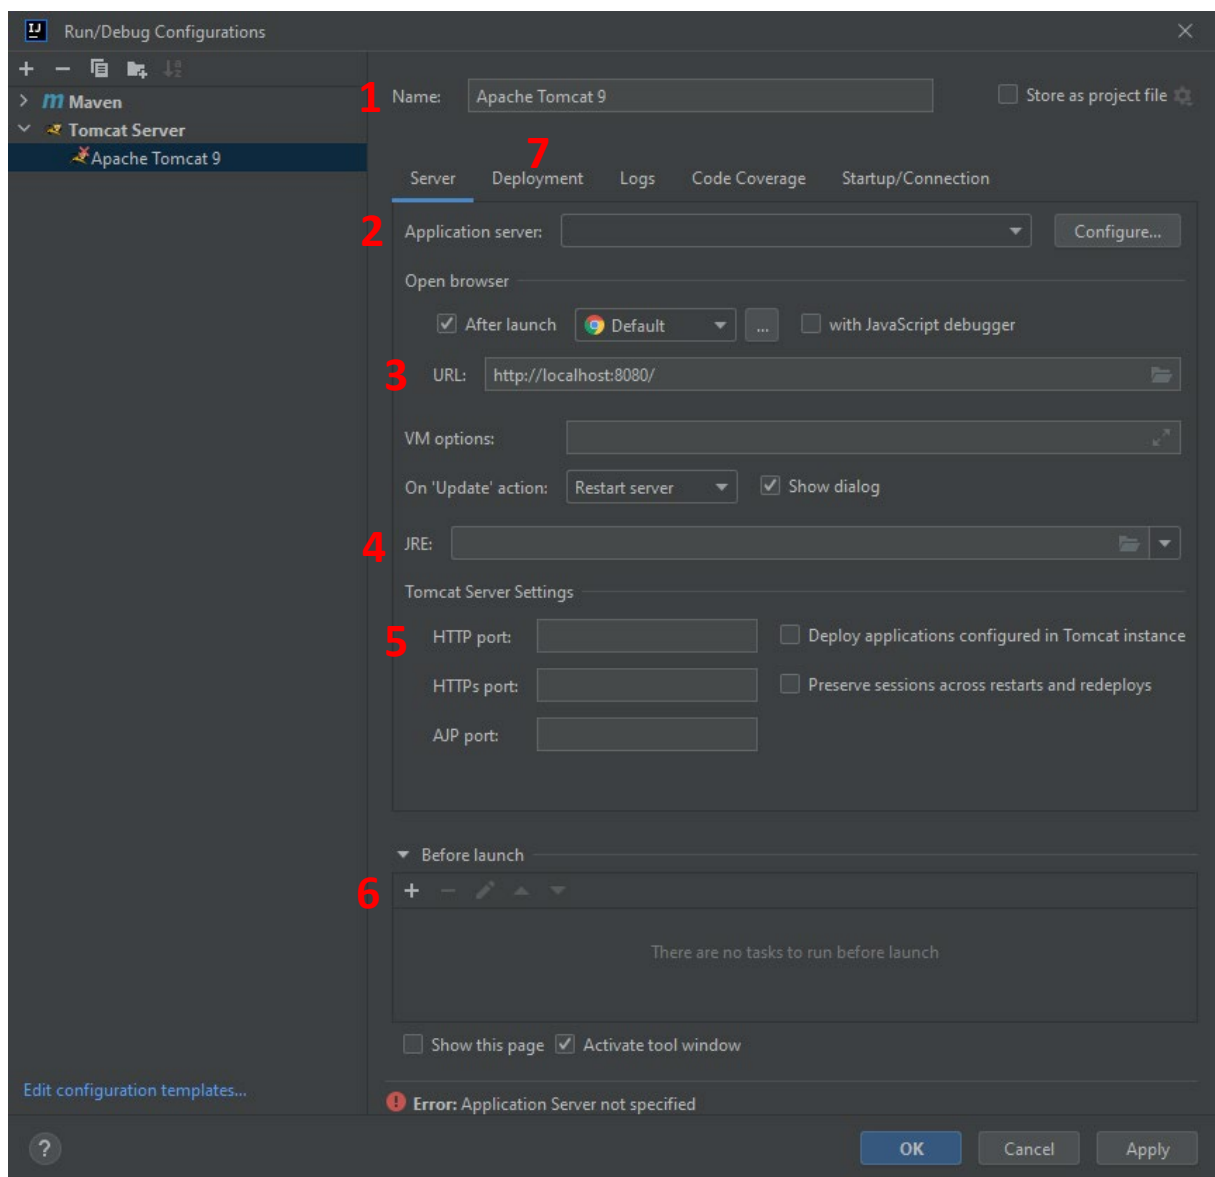 Run/Debug Configurations
Maven
Tomcat Server
Apache Tomcat 9
1 Name: Apache Tomcat 9 Store as project file
7
Server Deployment Logs Code Coverage Startup/Connection
2 Application server: Configure...
Open browser
After launch Default ... with JavaScript debugger
3 URL: http://localhost:8080/
VM options:
On 'Update' action: Restart server Show dialog
4 JRE:
Tomcat Server Settings
5 HTTP port: Deploy applications configured in Tomcat instance
HTTPs port: Preserve sessions across restarts and redeploys
AJP port:
Before launch
6
There are no tasks to run before launch
Show this page Activate tool window
Edit configuration templates...
Error: Application Server not specified
? OK Cancel Apply